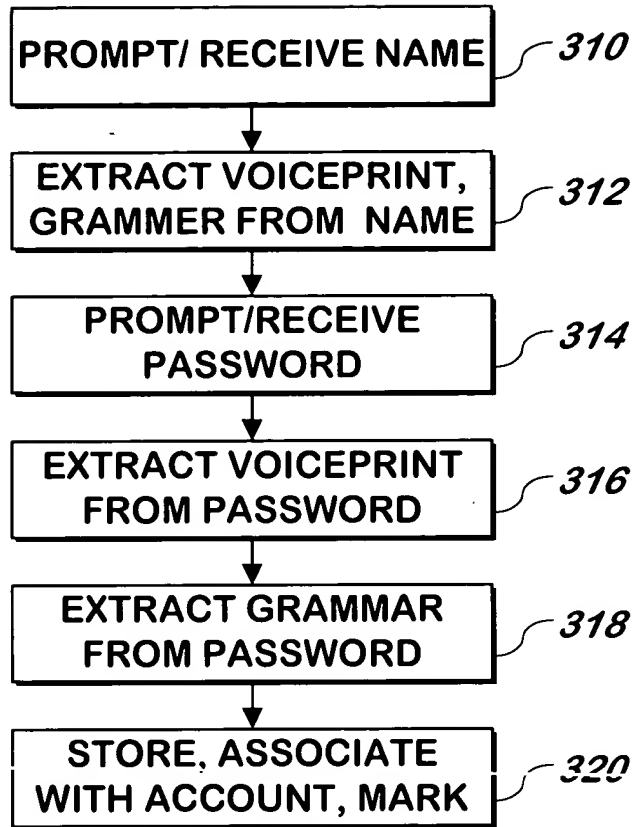 PROMPT/ RECEIVE NAME
310
EXTRACT VOICEPRINT,
GRAMMER FROM NAME
312
PROMPT/RECEIVE
PASSWORD
314
EXTRACT VOICEPRINT
FROM PASSWORD
316
EXTRACT GRAMMAR
FROM PASSWORD
318
STORE, ASSOCIATE
WITH ACCOUNT, MARK
320